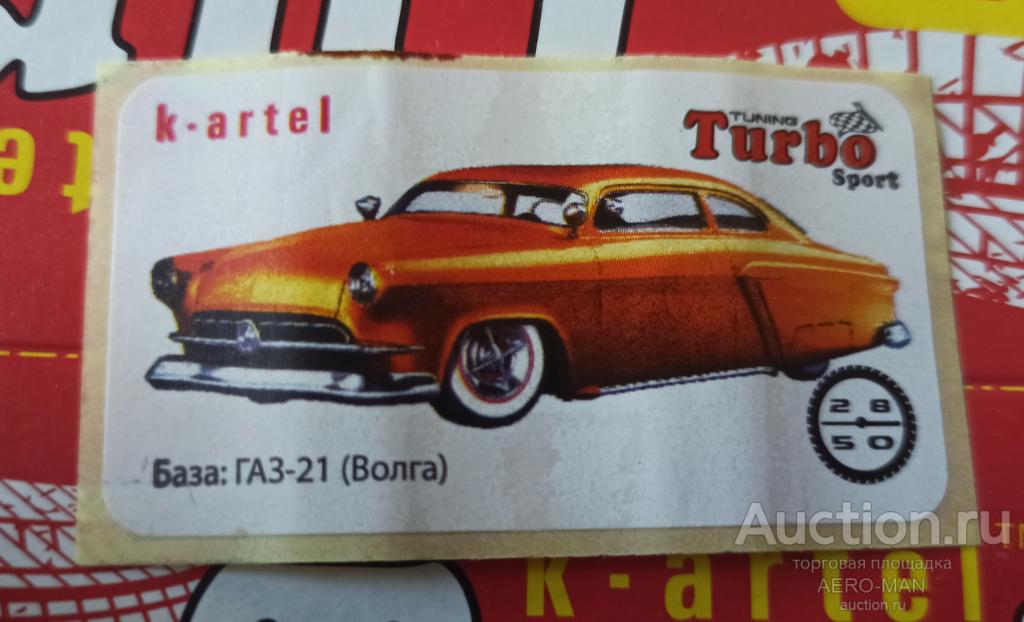 k-artel
TUNING
Turbo
Sport
28
50
База: ГАЗ-21 (Волга)
Auction.ru
торговая площадка
AERO-MAN
auction.ru
k-artel